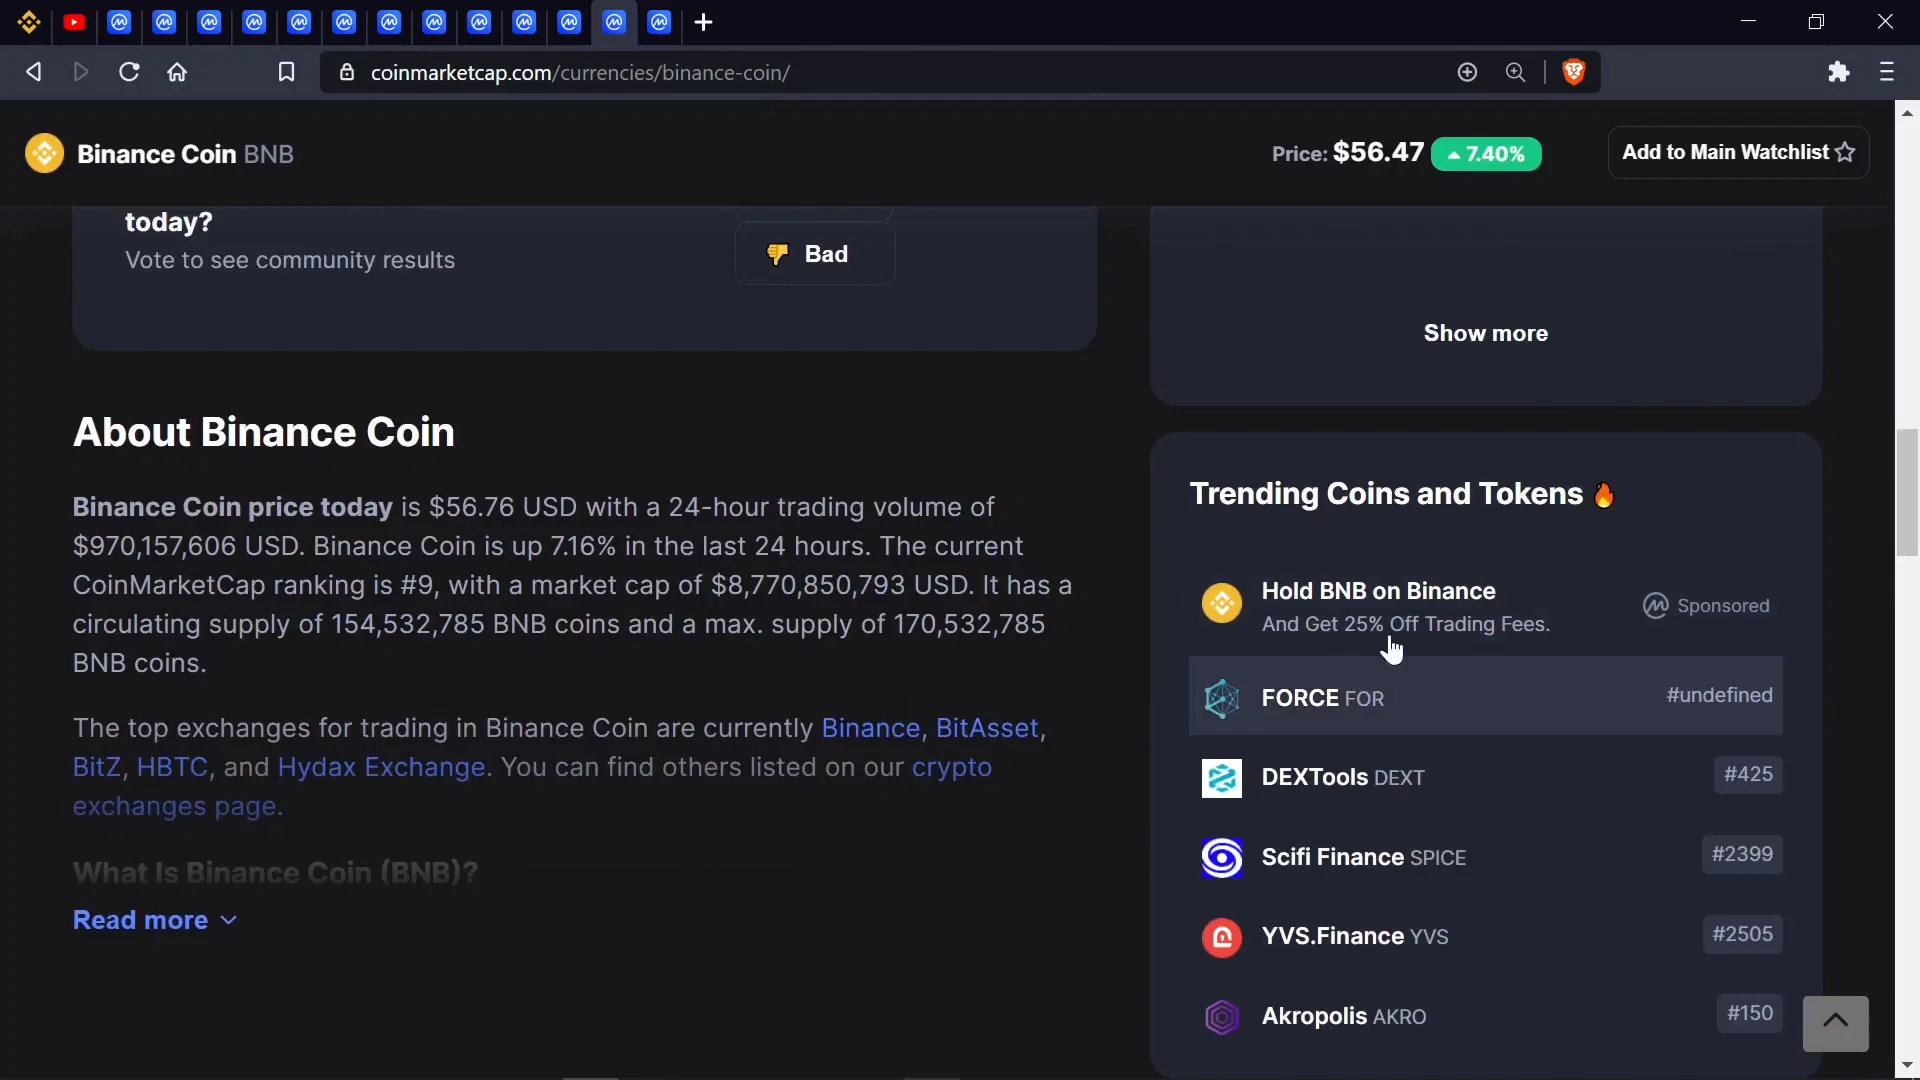 coinmarketcap.com/currencies/binance-coin/
Binance Coin BNB
Price: $56.47 7.40%
Add to Main Watchlist
today?
Vote to see community results
Bad
Show more
About Binance Coin
Binance Coin price today is $56.76 USD with a 24-hour trading volume of
$970,157,606 USD. Binance Coin is up 7.16% in the last 24 hours. The current
CoinMarketCap ranking is #9, with a market cap of $8,770,850,793 USD. It has a
circulating supply of 154,532,785 BNB coins and a max. supply of 170,532,785
BNB coins.
The top exchanges for trading in Binance Coin are currently Binance, BitAsset,
BitZ, HBTC, and Hydax Exchange. You can find others listed on our crypto
exchanges page.
What Is Binance Coin (BNB)?
Read more
Trending Coins and Tokens
Hold BNB on Binance
And Get 25% Off Trading Fees.
Sponsored
FORCE FOR
#undefined
DEXTools DEXT
#425
Scifi Finance SPICE
#2399
YVS.Finance YVS
#2505
Akropolis AKRO
#150